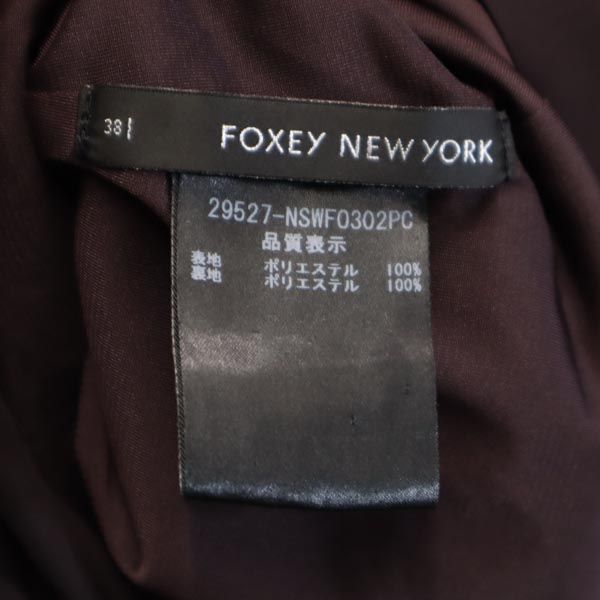 38
FOXEY NEW YORK
29527-NSWF0302PC
品質表示
表地 ポリエステル 100%
裏地 ポリエステル 100%